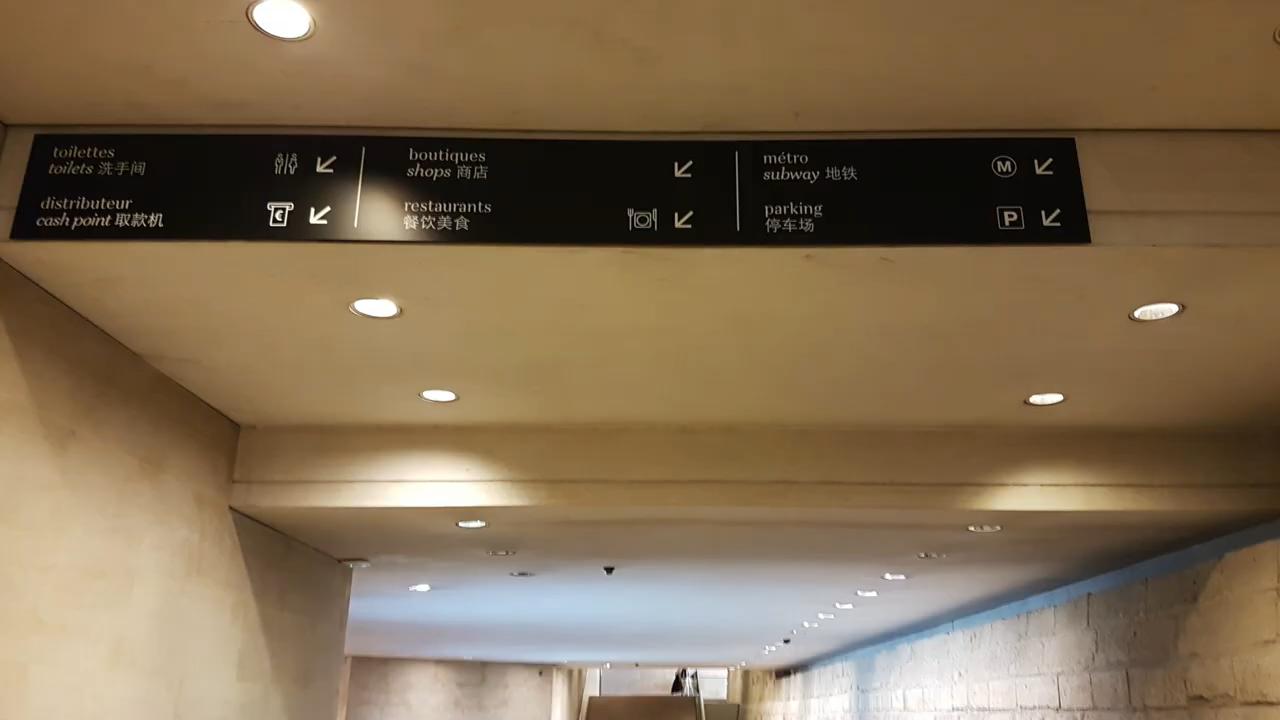 toilettes
toilets 洗手间
distributeur
cash point 取款机
€
boutiques
shops 商店
restaurants
餐饮美食
métro
subway 地铁
M
parking
停车场
P